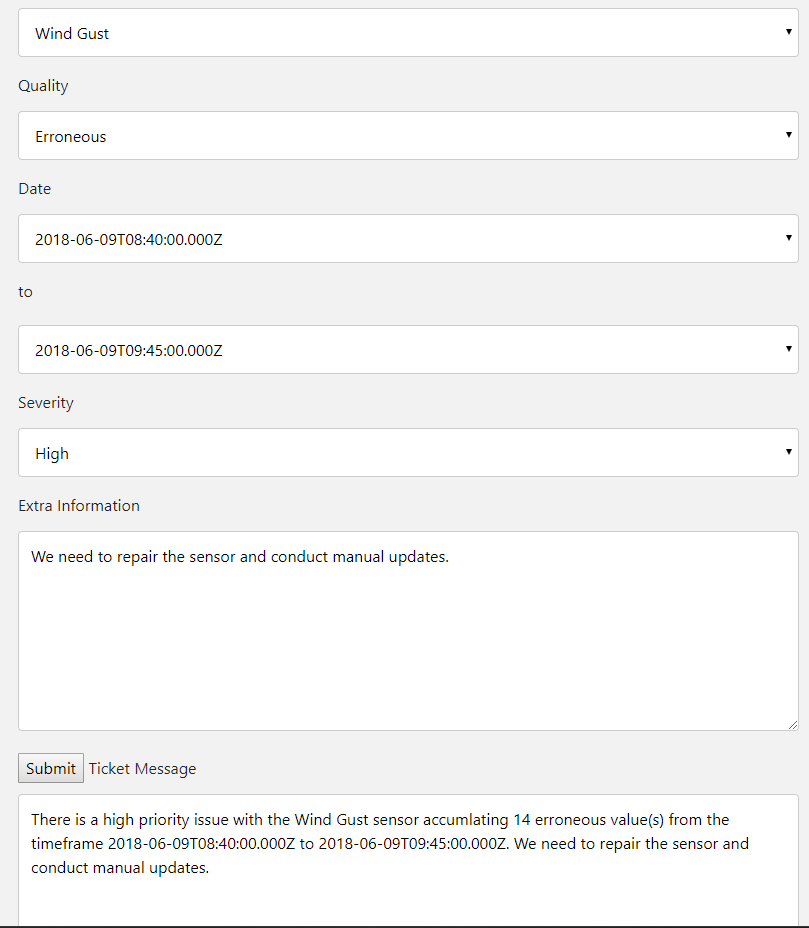 Wind Gust
Quality
Erroneous
Date
2018-06-09T08:40:00.000Z
to
2018-06-09T09:45:00.000Z
Severity
High
Extra Information
We need to repair the sensor and conduct manual updates.
Submit Ticket Message
There is a high priority issue with the Wind Gust sensor accumlating 14 erroneous value(s) from the
timeframe 2018-06-09T08:40:00.000Z to 2018-06-09T09:45:00.000Z. We need to repair the sensor and
conduct manual updates.